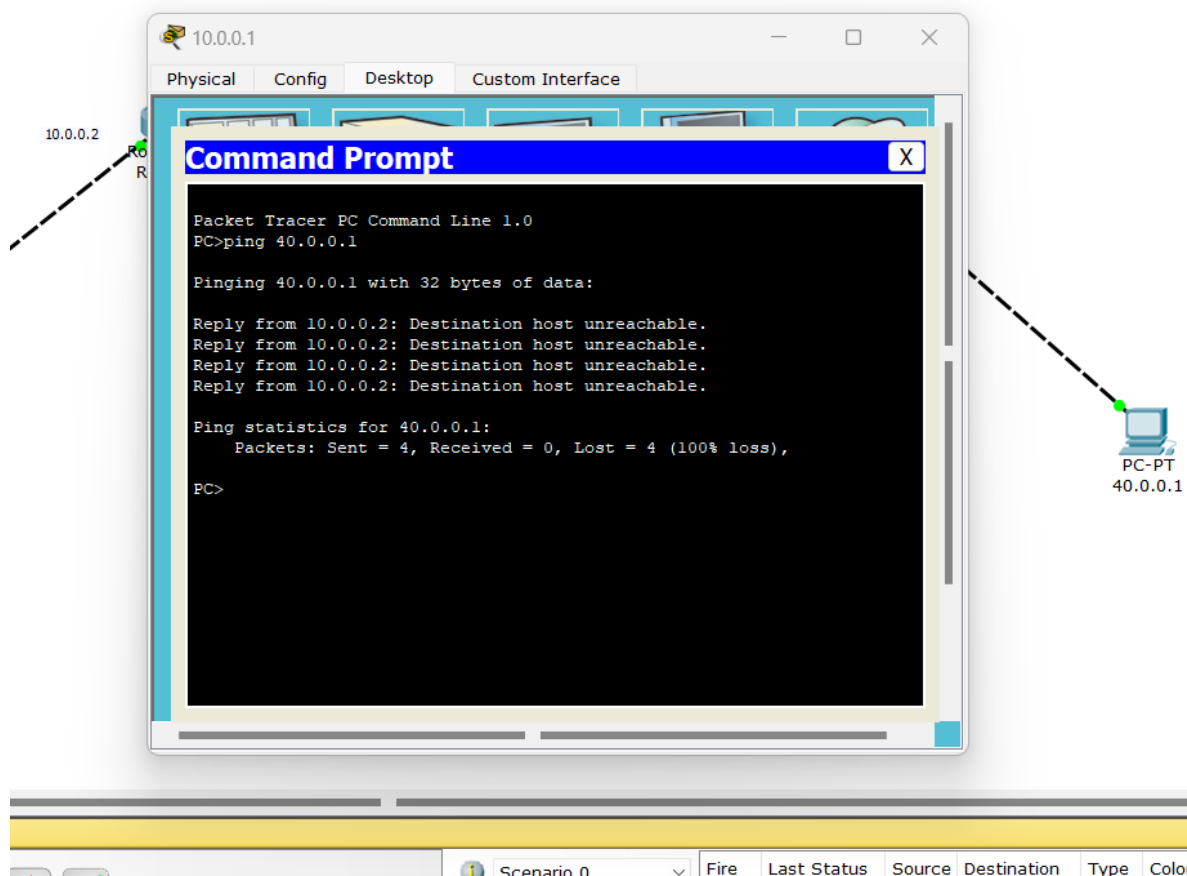 10.0.0.1
Physical Config Desktop Custom Interface
10.0.0.2
Ro
R
Command Prompt X
Packet Tracer PC Command Line 1.0
PC>ping 40.0.0.1
Pinging 40.0.0.1 with 32 bytes of data:
Reply from 10.0.0.2: Destination host unreachable.
Reply from 10.0.0.2: Destination host unreachable.
Reply from 10.0.0.2: Destination host unreachable.
Reply from 10.0.0.2: Destination host unreachable.
Ping statistics for 40.0.0.1:
Packets: Sent = 4, Received = 0, Lost = 4 (100% loss),
PC>
PC-PT
40.0.0.1
Scenario 0 Fire Last Status Source Destination Type Colo